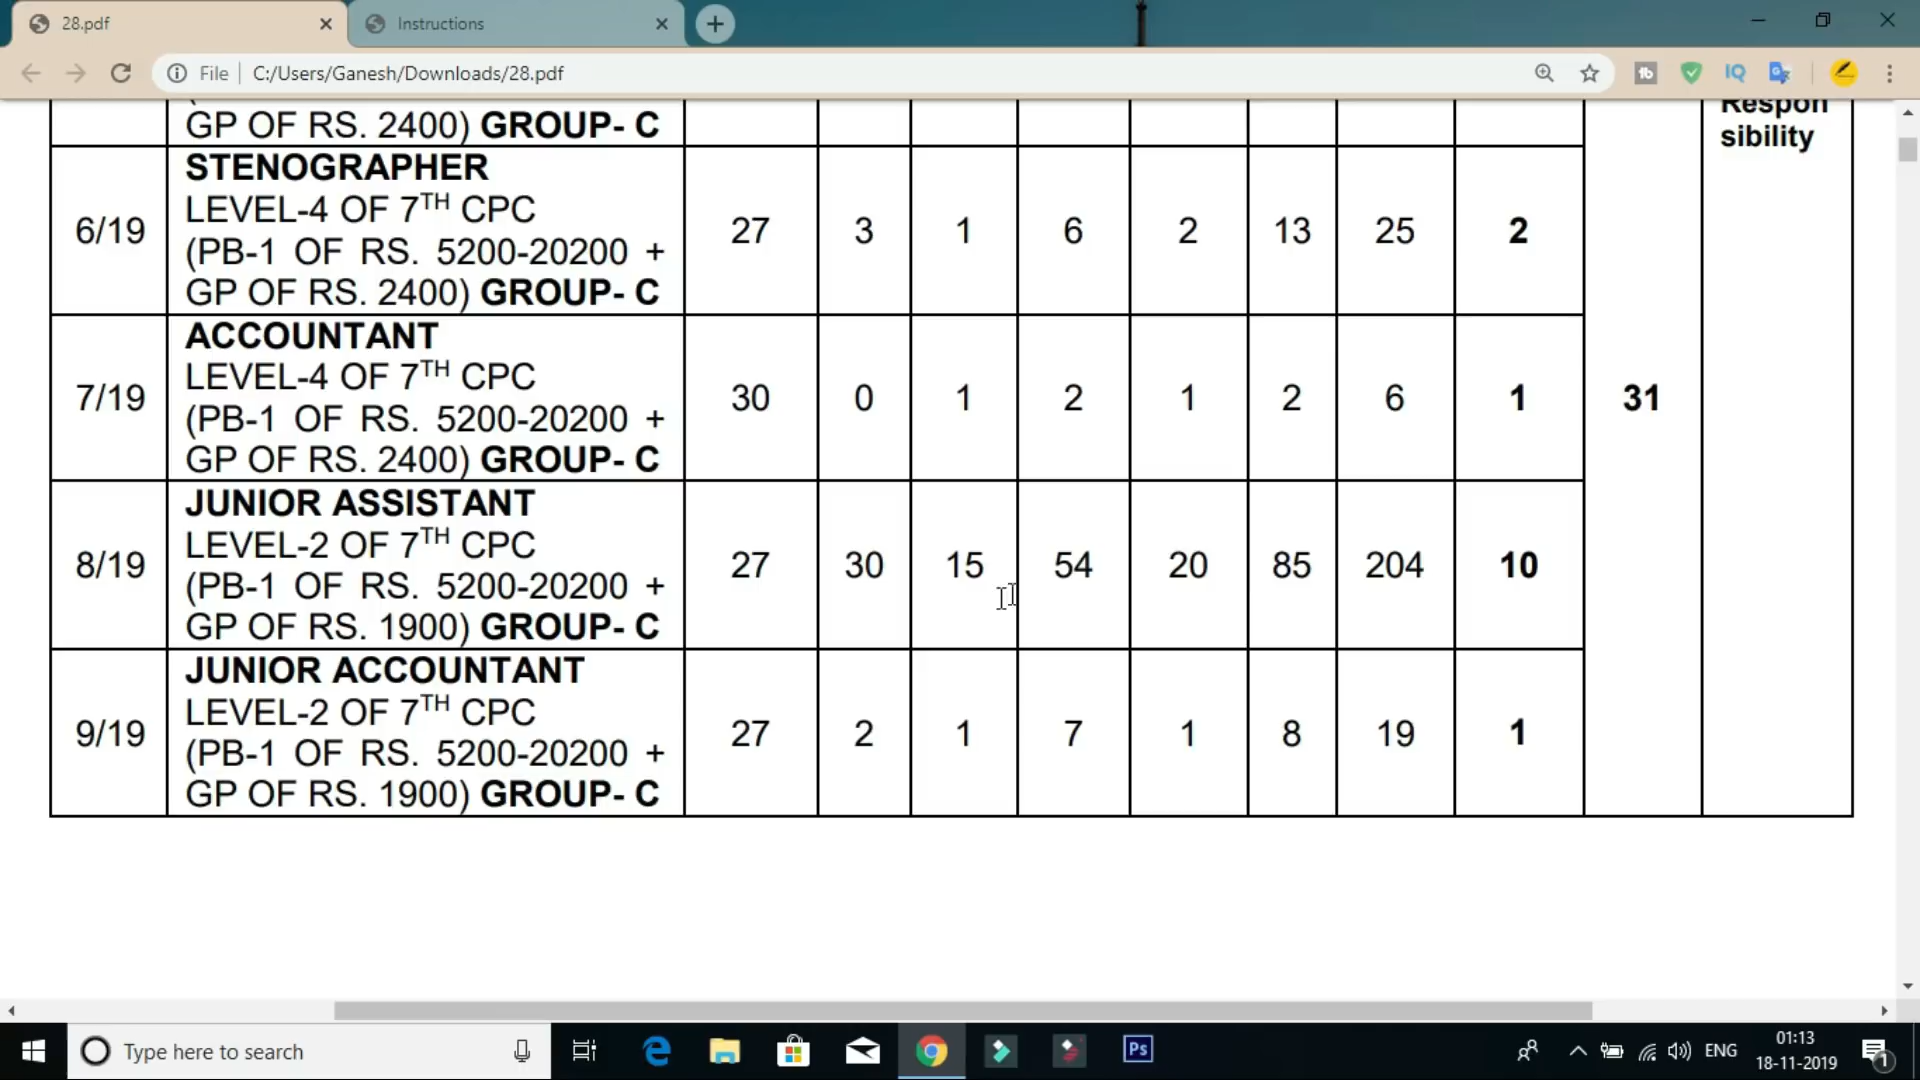 28.pdf
Instructions
File
C:/Users/Ganesh/Downloads/28.pdf
tb
IQ
GP OF RS. 2400) GROUP- C
Respon
sibility
6/19
STENOGRAPHER
LEVEL-4 OF 7TH CPC
(PB-1 OF RS. 5200-20200 +
GP OF RS. 2400) GROUP- C
27 3 1 6 2 13 25 2
7/19
ACCOUNTANT
LEVEL-4 OF 7TH CPC
(PB-1 OF RS. 5200-20200 +
GP OF RS. 2400) GROUP- C
30 0 1 2 1 2 6 1 31
8/19
JUNIOR ASSISTANT
LEVEL-2 OF 7TH CPC
(PB-1 OF RS. 5200-20200 +
GP OF RS. 1900) GROUP- C
27 30 15 54 20 85 204 10
9/19
JUNIOR ACCOUNTANT
LEVEL-2 OF 7TH CPC
(PB-1 OF RS. 5200-20200 +
GP OF RS. 1900) GROUP- C
27 2 1 7 1 8 19 1
Type here to search
Ps
ENG
01:13
18-11-2019
1